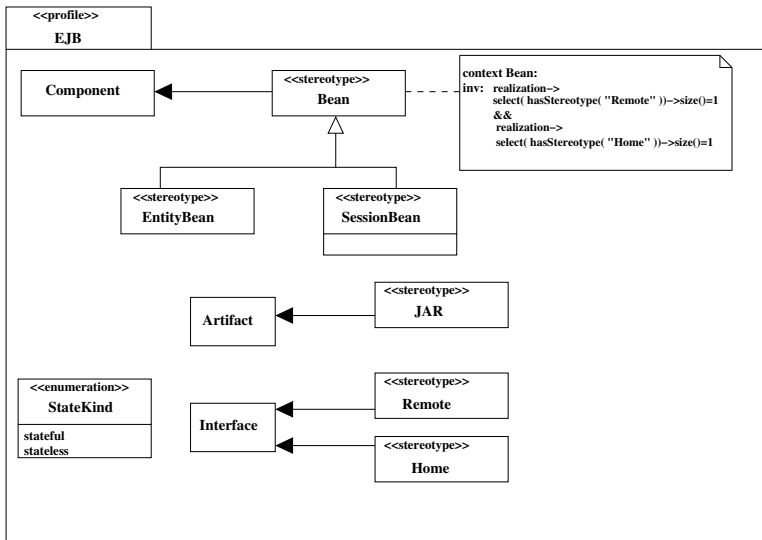 <<profile>>
EJB
Component
<<stereotype>>
Bean
context Bean:
inv: realization−>
select( hasStereotype( "Remote" ))−>size()=1
&&
realization−>
select( hasStereotype( "Home" ))−>size()=1
<<stereotype>>
EntityBean
<<stereotype>>
SessionBean
Artifact
<<stereotype>>
JAR
<<enumeration>>
StateKind
stateful
stateless
Interface
<<stereotype>>
Remote
<<stereotype>>
Home